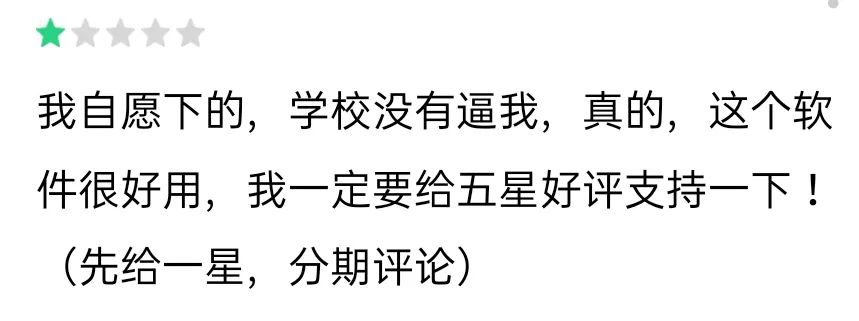 我自愿下的，学校没有逼我，真的，这个软
件很好用，我一定要给五星好评支持一下！
（先给一星，分期评论）